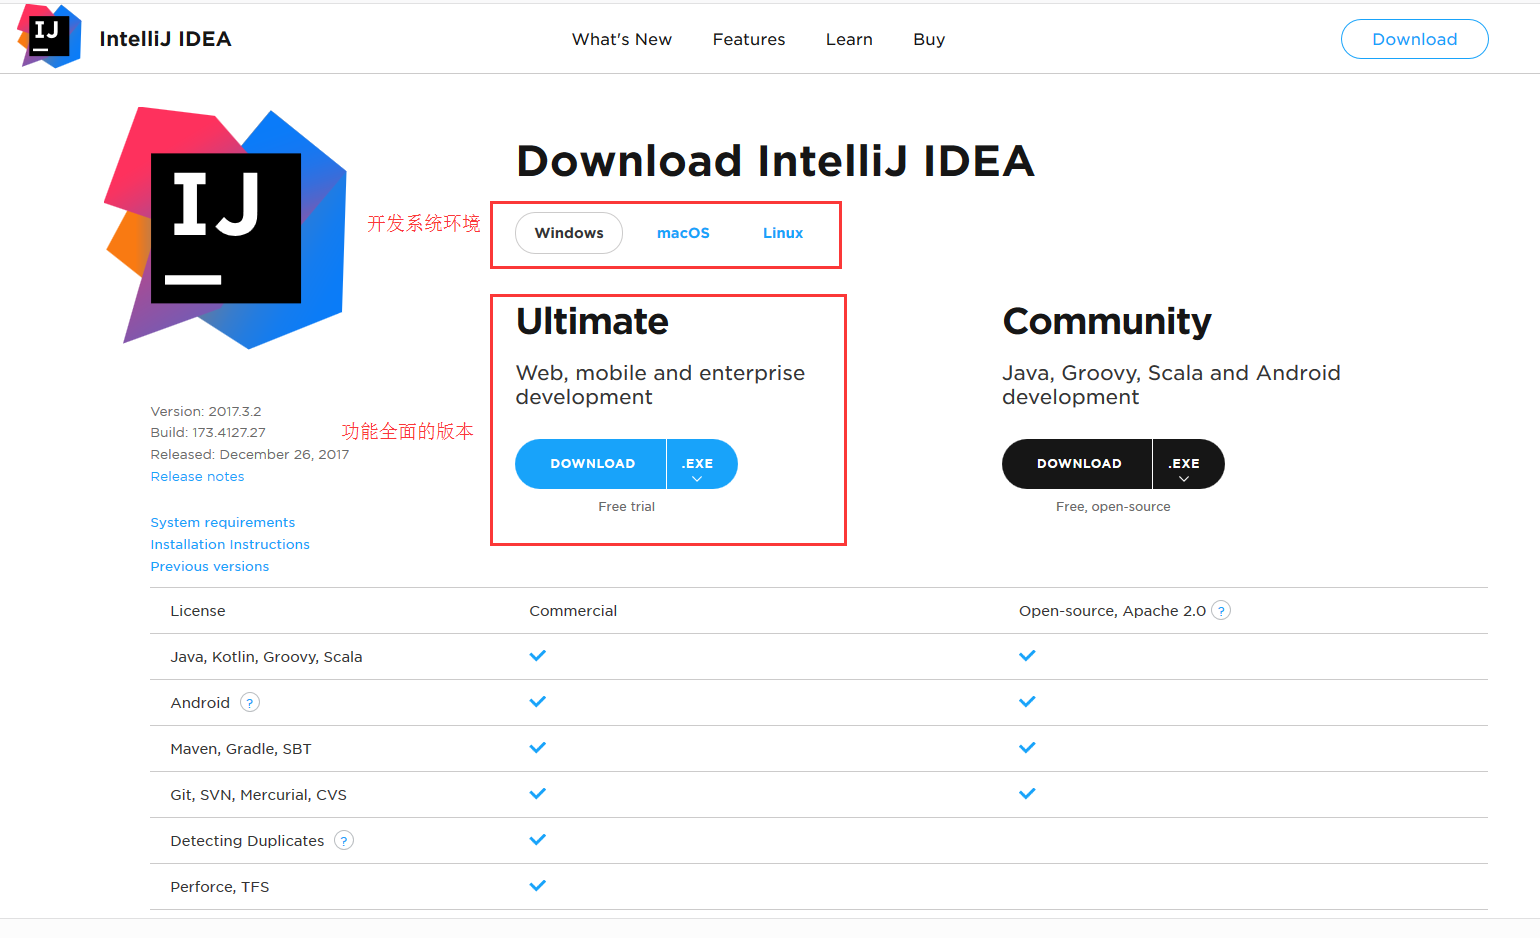 IJ
IntelliJ IDEA
What's New
Features
Learn
Buy
Download
IJ
Download IntelliJ IDEA
开发系统环境
Windows
macOS
Linux
Ultimate
Web, mobile and enterprise
development
功能全面的版本
DOWNLOAD
.EXE
Free trial
Community
Java, Groovy, Scala and Android
development
DOWNLOAD
.EXE
Free, open-source
Version: 2017.3.2
Build: 173.4127.27
Released: December 26, 2017
Release notes
System requirements
Installation Instructions
Previous versions
License
Commercial
Open-source, Apache 2.0 ?
Java, Kotlin, Groovy, Scala
Android ?
Maven, Gradle, SBT
Git, SVN, Mercurial, CVS
Detecting Duplicates ?
Perforce, TFS